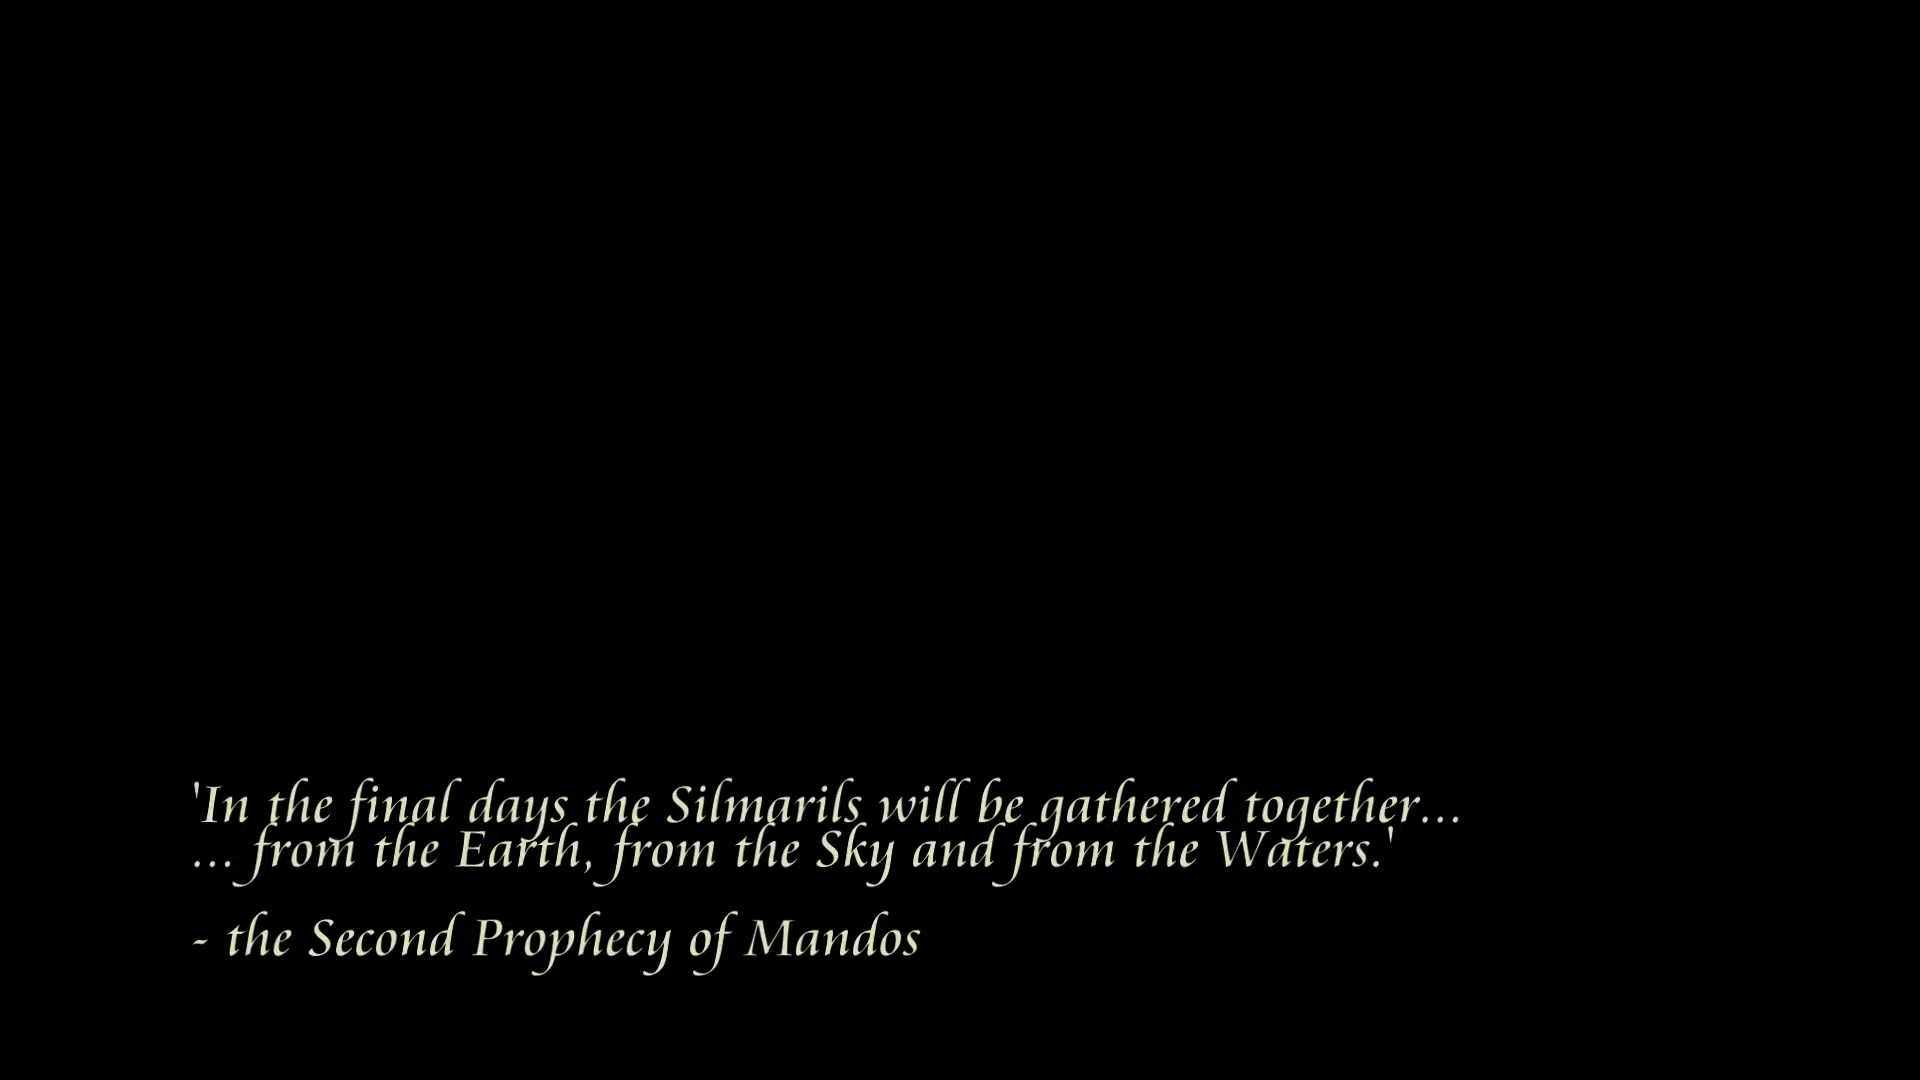 'In the final days the Silmarils will be gathered together...
... from the Earth, from the Sky and from the Waters.'
- the Second Prophecy of Mandos